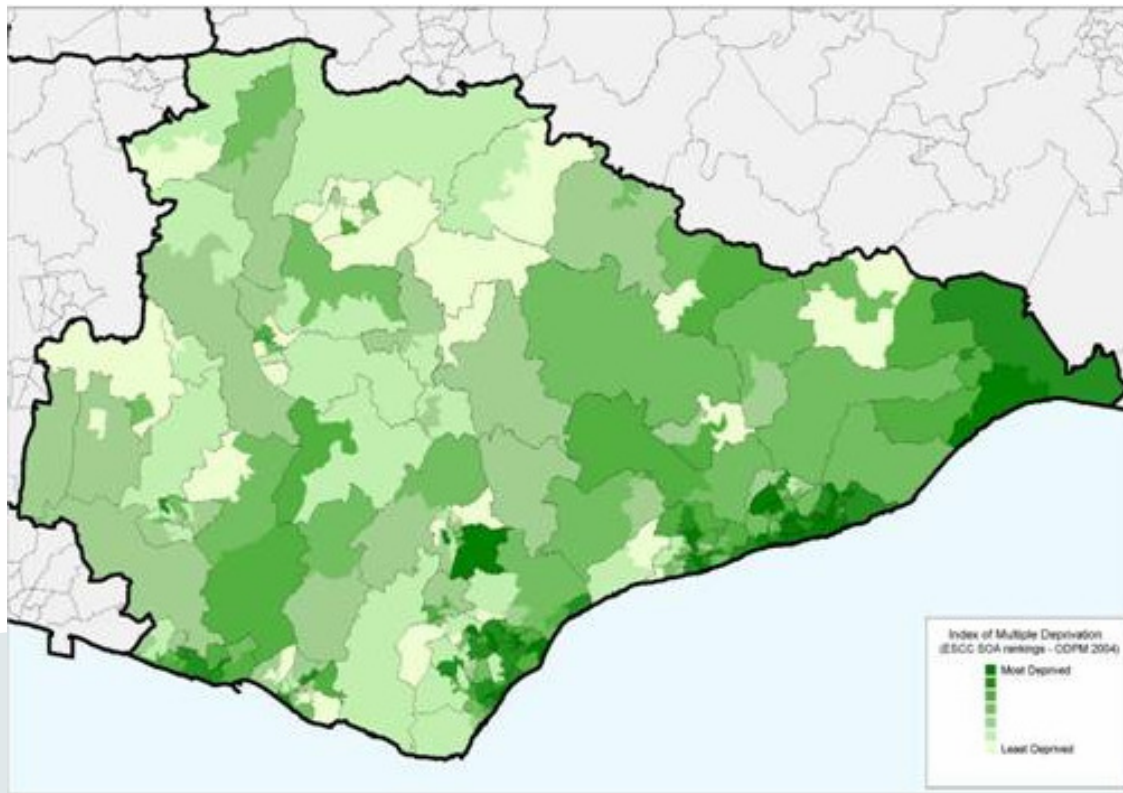 Index of Multiple Deprivation
(ESCC SOA rankings - ODPM 2004)
Most Deprived
Least Deprived